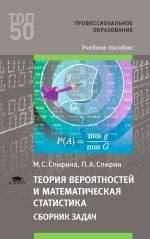 ТОП
50
ПРОФЕССИОНАЛЬНОЕ
ОБРАЗОВАНИЕ
Учебное пособие
P(A) = mes g / mes G
М.С.Спирина, П.А.Спирин
ТЕОРИЯ ВЕРОЯТНОСТЕЙ
И МАТЕМАТИЧЕСКАЯ
СТАТИСТИКА
СБОРНИК ЗАДАЧ